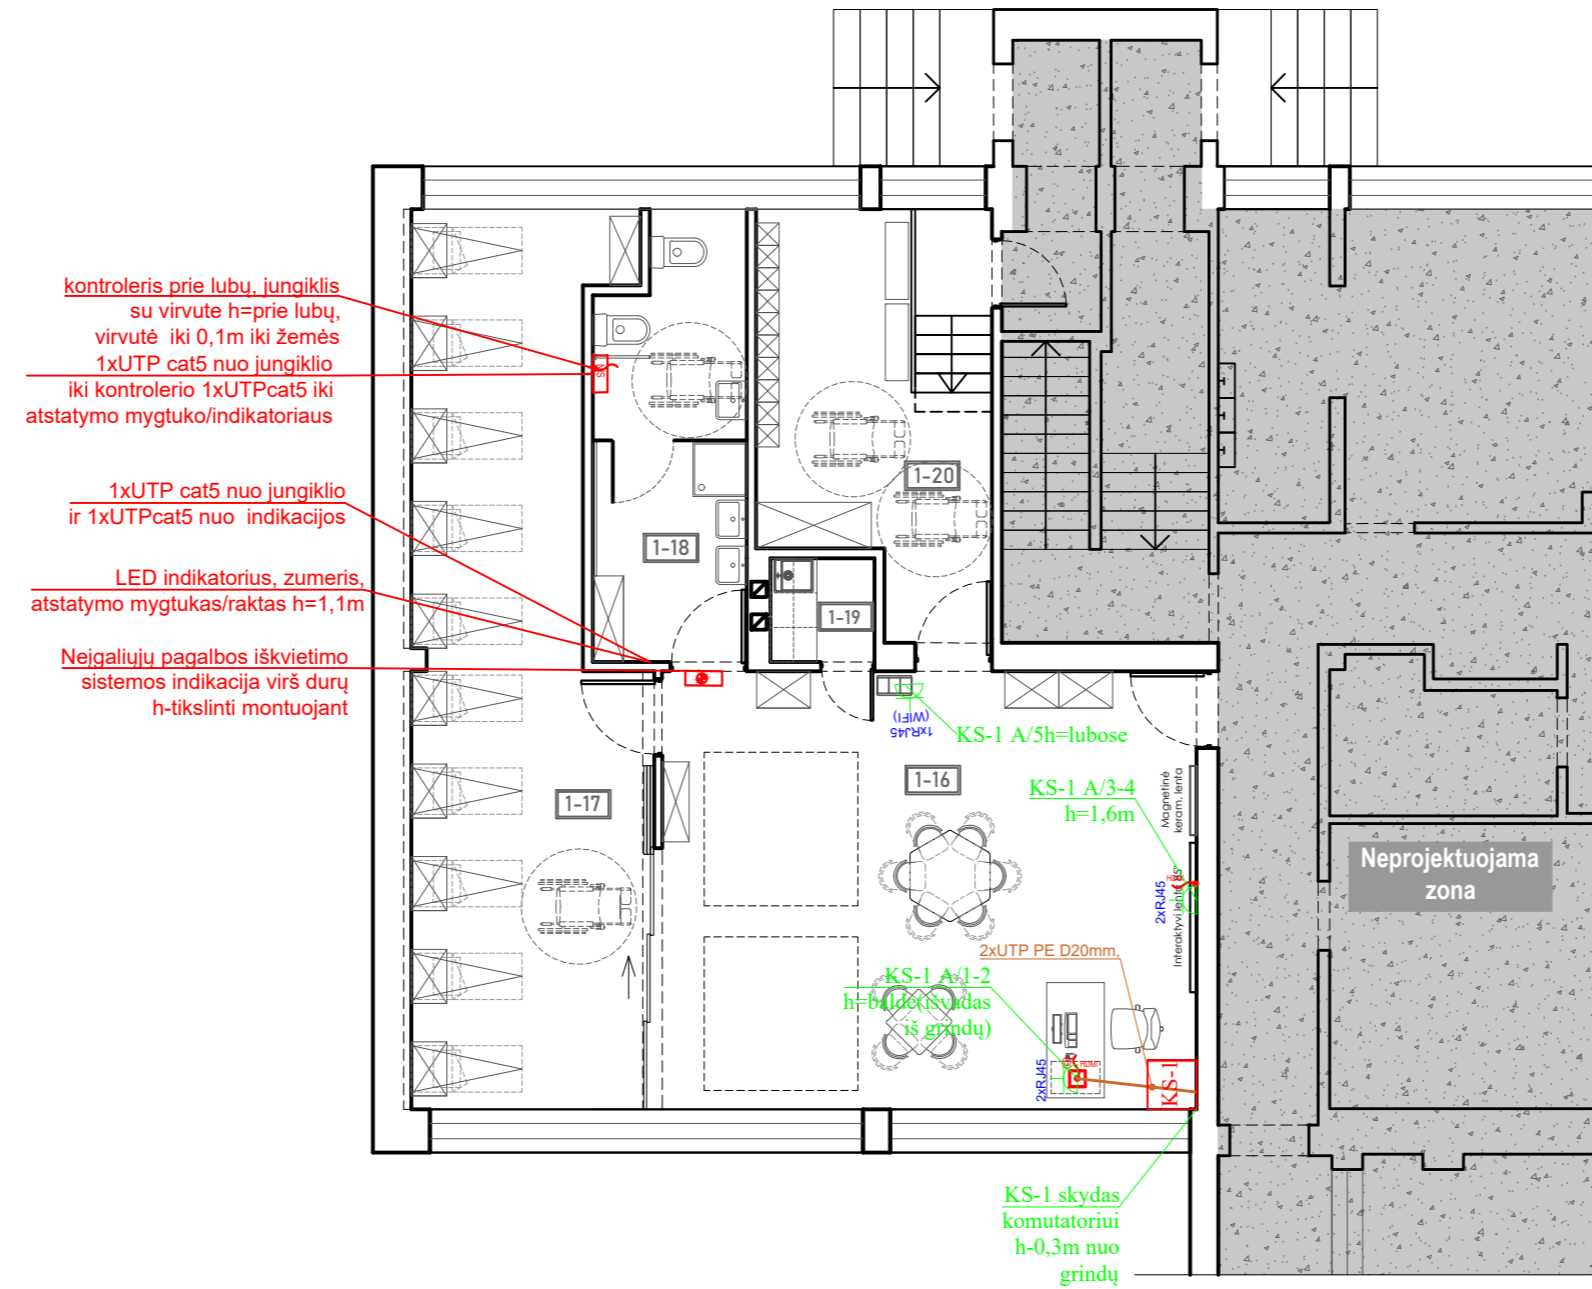 kontroleris prie lubų, jungiklis
su virvute h=prie lubų,
virvutė iki 0,1m iki žemės
1xUTP cat5 nuo jungiklio
iki kontrolerio 1xUTPcat5 iki
atstatymo mygtuko/indikatoriaus
1xUTP cat5 nuo jungiklio
ir 1xUTPcat5 nuo indikacijos
LED indikatorius, zumeris,
atstatymo mygtukas/raktas h=1,1m
Neįgaliųjų pagalbos iškvietimo
sistemos indikacija virš durų
h-tikslinti montuojant
1-20
1-18
1-19
1xRJ45
(WIFI)
KS-1 A/5h=lubose
1-16
1-17
KS-1 A/3-4
h=1,6m
Magnetinė
keram. lenta
2xRJ45
Interaktyvi lenta 85"
Neprojektuojama
zona
2xUTP PE D20mm,
KS-1 A/1-2
h=balde(išvadas
iš grindų)
2xRJ45
HDMI
KS-1
KS-1 skydas
komutatoriui
h-0,3m nuo
grindų